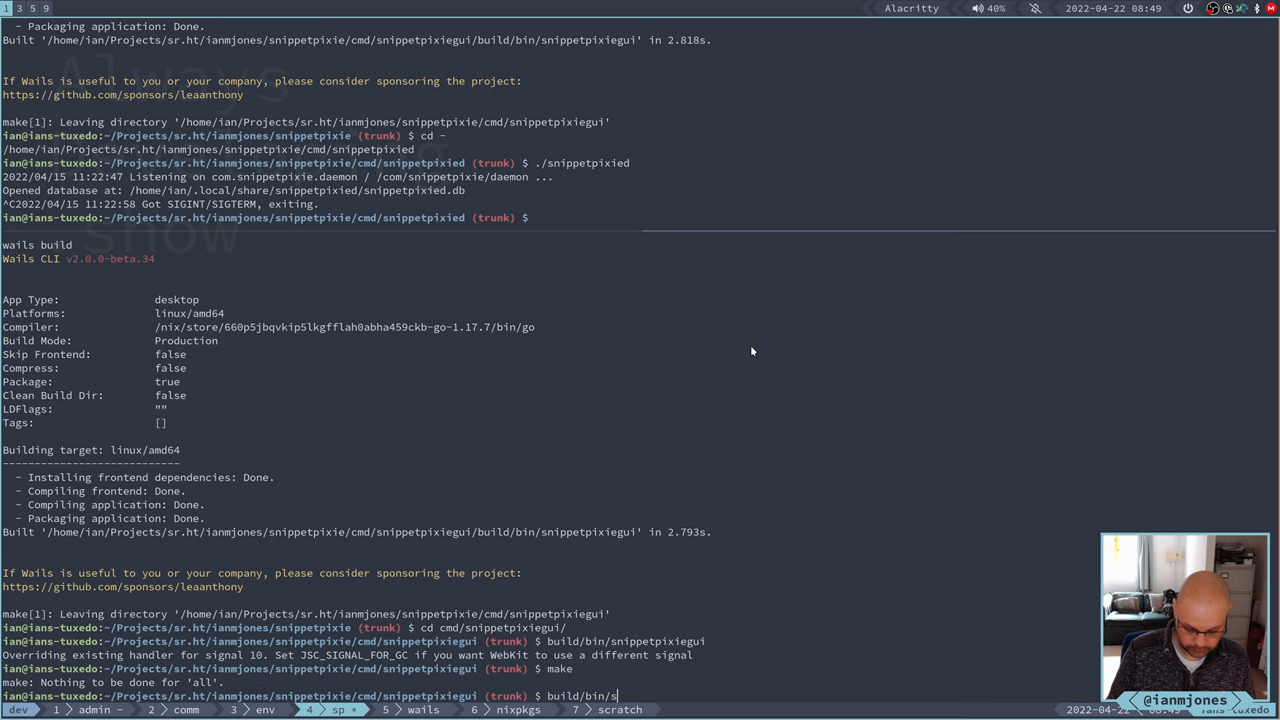 1 3 5 9 Alacritty 40% 2022-04-22 08:49
- Packaging application: Done.
Built '/home/ian/Projects/sr.ht/ianmjones/snippetpixie/cmd/snippetpixiegui/build/bin/snippetpixiegui' in 2.818s.
If Wails is useful to you or your company, please consider sponsoring the project:
https://github.com/sponsors/leaanthony
Always
make[1]: Leaving directory '/home/ian/Projects/sr.ht/ianmjones/snippetpixie/cmd/snippetpixiegui'
ian@ians-tuxedo:~/Projects/sr.ht/ianmjones/snippetpixie (trunk) $ cd -
/home/ian/Projects/sr.ht/ianmjones/snippetpixie/cmd/snippetpixied
ian@ians-tuxedo:~/Projects/sr.ht/ianmjones/snippetpixie/cmd/snippetpixied (trunk) $ ./snippetpixied
2022/04/15 11:22:47 Listening on com.snippetpixie.daemon / /com/snippetpixie/daemon ...
Opened database at: /home/ian/.local/share/snippetpixied/snippetpixied.db
^C2022/04/15 11:22:58 Got SIGINT/SIGTERM, exiting.
ian@ians-tuxedo:~/Projects/sr.ht/ianmjones/snippetpixie/cmd/snippetpixied (trunk) $
show
wails build
Wails CLI v2.0.0-beta.34
App Type: desktop
Platforms: linux/amd64
Compiler: /nix/store/660p5jbqvkip5lkgfflah0abha459ckb-go-1.17.7/bin/go
Build Mode: Production
Skip Frontend: false
Compress: false
Package: true
Clean Build Dir: false
LDFlags: ""
Tags: []
Building target: linux/amd64
----------------------------
- Installing frontend dependencies: Done.
- Compiling frontend: Done.
- Compiling application: Done.
- Packaging application: Done.
Built '/home/ian/Projects/sr.ht/ianmjones/snippetpixie/cmd/snippetpixiegui/build/bin/snippetpixiegui' in 2.793s.
If Wails is useful to you or your company, please consider sponsoring the project:
https://github.com/sponsors/leaanthony
make[1]: Leaving directory '/home/ian/Projects/sr.ht/ianmjones/snippetpixie/cmd/snippetpixiegui'
ian@ians-tuxedo:~/Projects/sr.ht/ianmjones/snippetpixie (trunk) $ cd cmd/snippetpixiegui/
ian@ians-tuxedo:~/Projects/sr.ht/ianmjones/snippetpixie/cmd/snippetpixiegui (trunk) $ build/bin/snippetpixiegui
Overriding existing handler for signal 10. Set JSC_SIGNAL_FOR_GC if you want WebKit to use a different signal
ian@ians-tuxedo:~/Projects/sr.ht/ianmjones/snippetpixie/cmd/snippetpixiegui (trunk) $ make
make: Nothing to be done for 'all'.
ian@ians-tuxedo:~/Projects/sr.ht/ianmjones/snippetpixie/cmd/snippetpixiegui (trunk) $ build/bin/s
@ianmjones
dev 1 admin - 2 comm 3 env 4 sp * 5 wails 6 nixpkgs 7 scratch